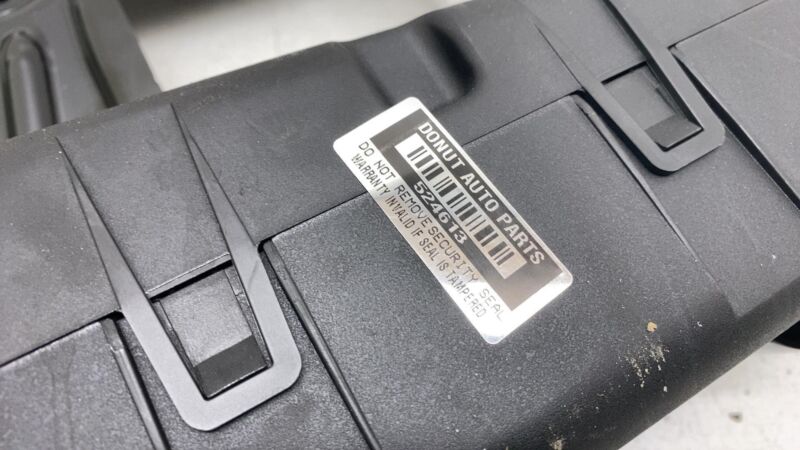 DONUT AUTO PARTS
524613
DO NOT REMOVE SECURITY SEAL
WARRANTY INVALID IF SEAL IS TAMPERED